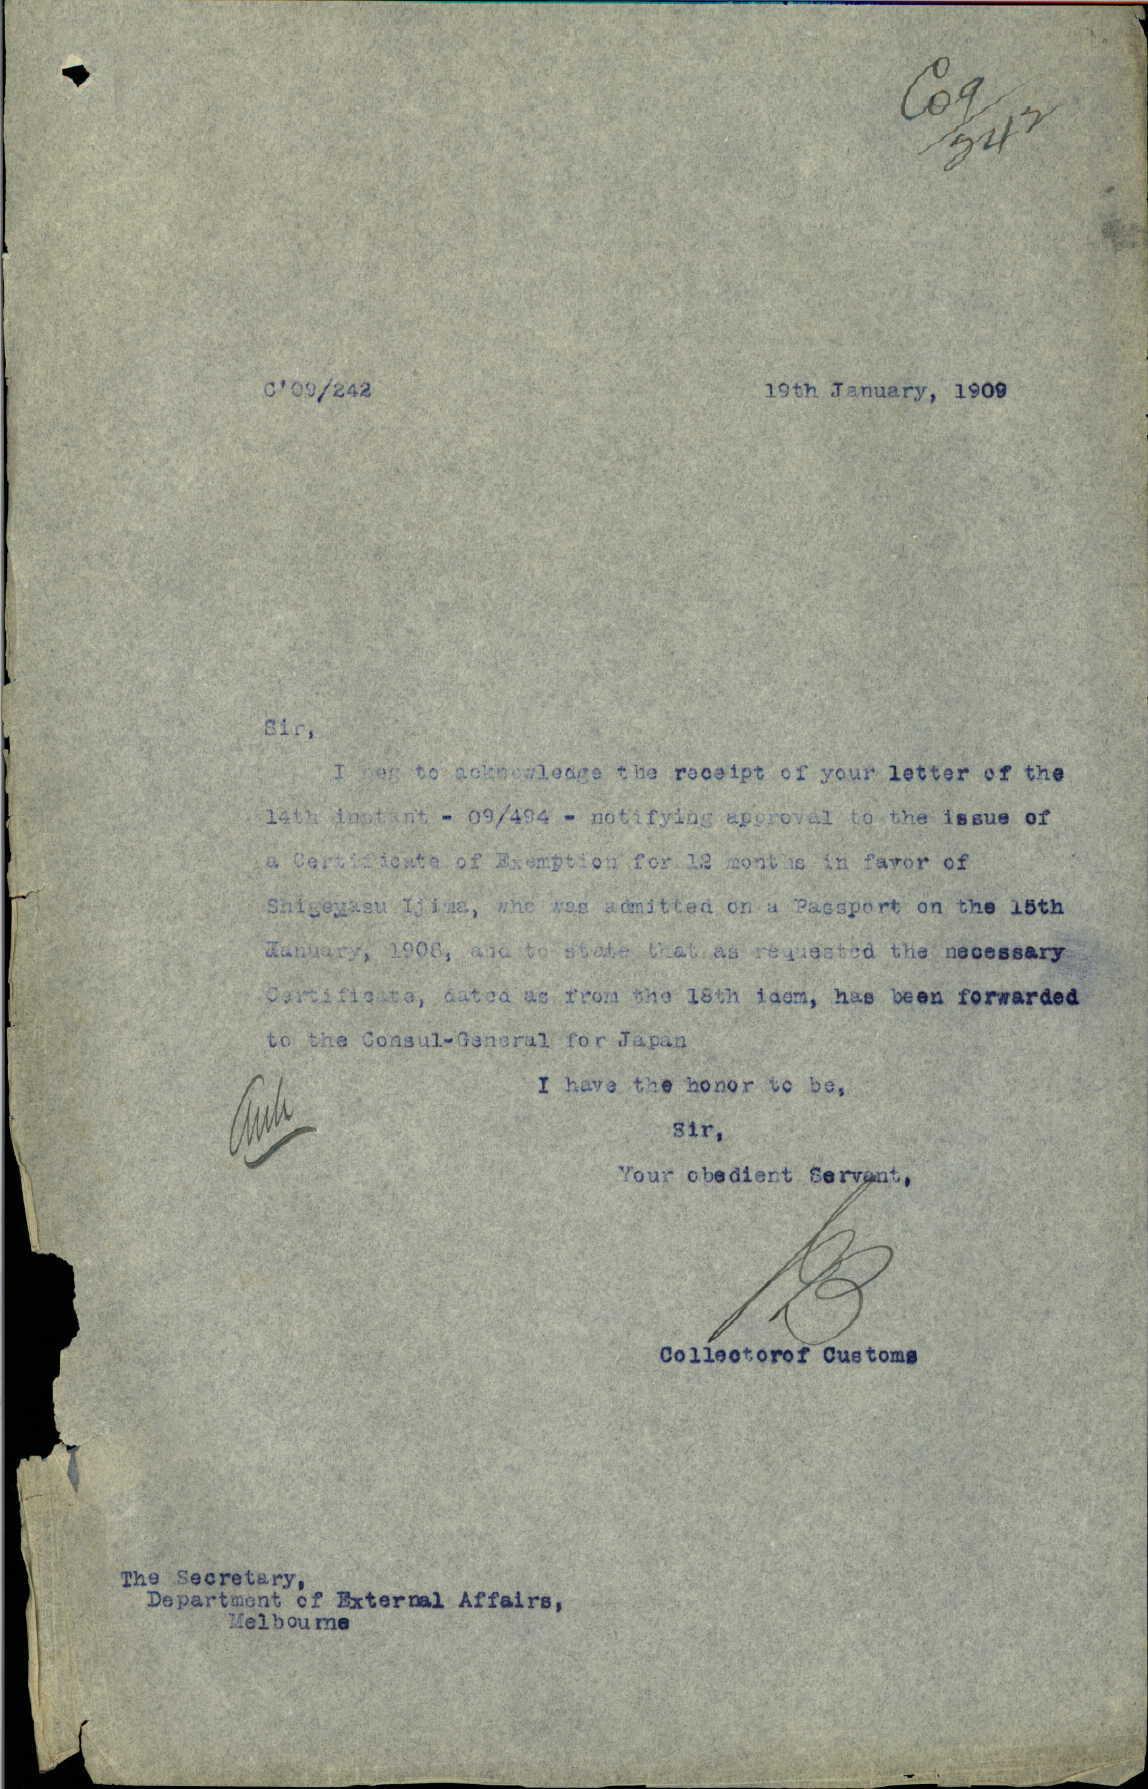 C09/242
C'09/242 19th January, 1909
Sir,
I beg to acknowledge the receipt of your letter of the
14th instant - 09/494 - notifying approval to the issue of
a Certificate of Exemption for 12 months in favor of
Shigeyasu Ijima, who was admitted on a Passport on the 15th
January, 1908, and to state that as requested the necessary
Certificate, dated as from the 18th idem, has been forwarded
to the Consul-General for Japan
I have the honor to be,
Sir,
Your obedient Servant,
Collectorof Customs
The Secretary,
Department of External Affairs,
Melbourne